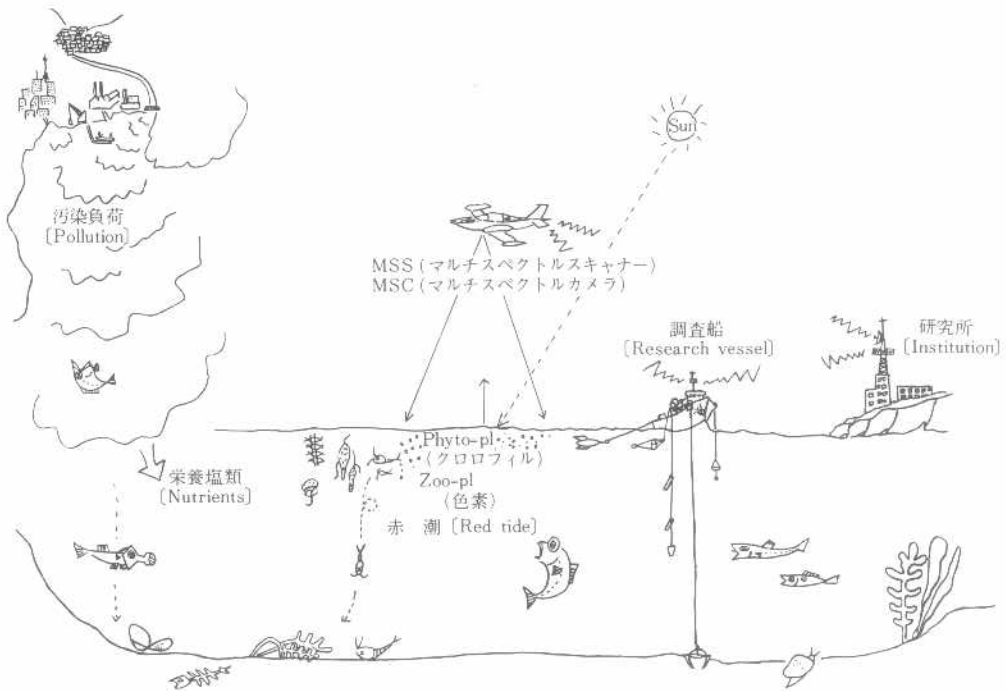 Sun
汚染負荷
〔Pollution〕
MSS(マルチスペクトルスキャナー)
MSC(マルチスペクトルカメラ)
調査船
〔Research vessel〕
研究所
〔Institution〕
Phyto-pl
(クロロフィル)
Zoo-pl
(色素)
赤 潮〔Red tide〕
栄養塩類
〔Nutrients〕